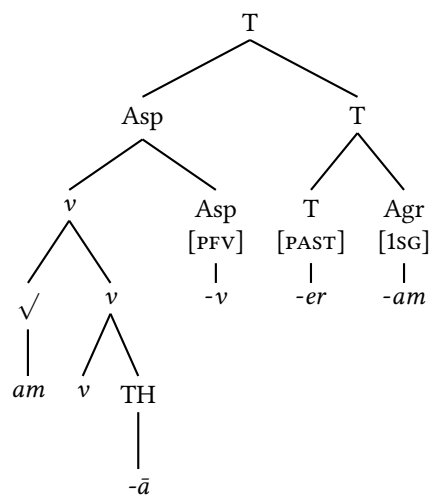 T
Asp T
v Asp T Agr
[PFV] [PAST] [1SG]
√ v -v -er -am
am v TH
-ā